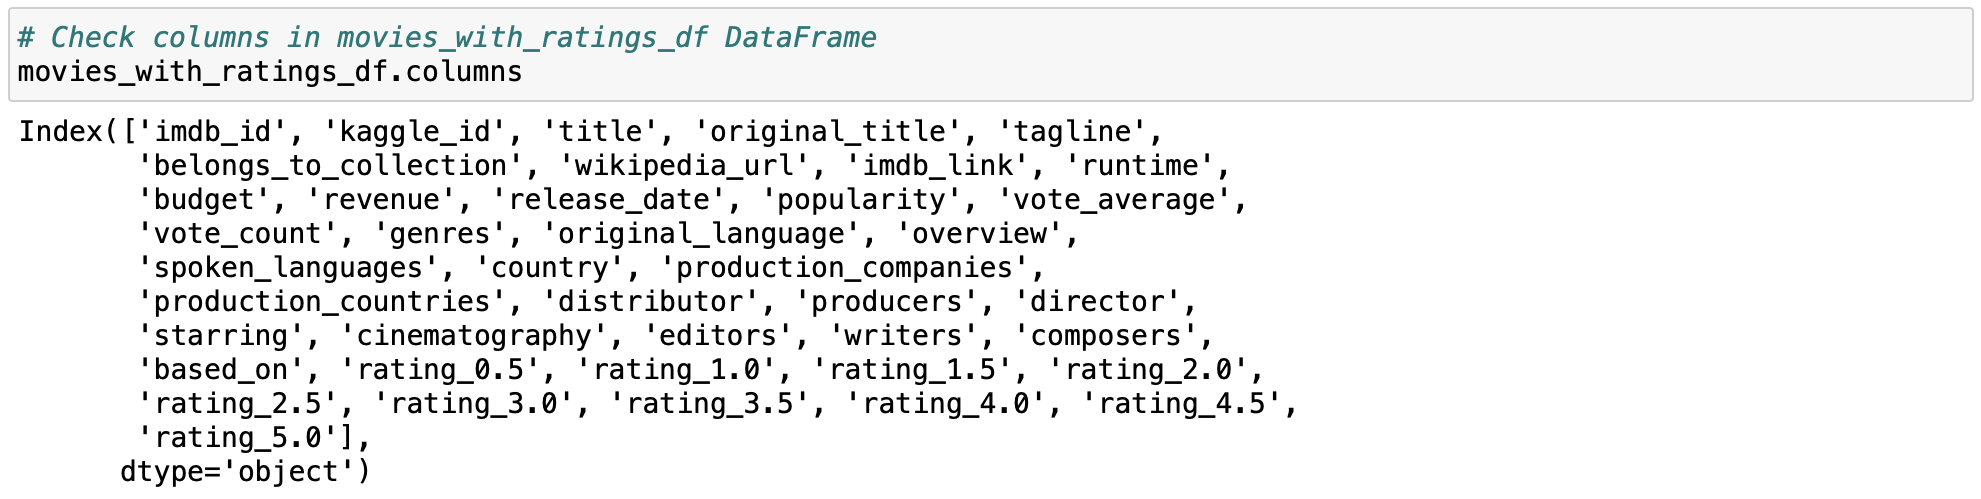 # Check columns in movies_with_ratings_df DataFrame
movies_with_ratings_df.columns
Index(['imdb_id', 'kaggle_id', 'title', 'original_title', 'tagline',
'belongs_to_collection', 'wikipedia_url', 'imdb_link', 'runtime',
'budget', 'revenue', 'release_date', 'popularity', 'vote_average',
'vote_count', 'genres', 'original_language', 'overview',
'spoken_languages', 'country', 'production_companies',
'production_countries', 'distributor', 'producers', 'director',
'starring', 'cinematography', 'editors', 'writers', 'composers',
'based_on', 'rating_0.5', 'rating_1.0', 'rating_1.5', 'rating_2.0',
'rating_2.5', 'rating_3.0', 'rating_3.5', 'rating_4.0', 'rating_4.5',
'rating_5.0'],
dtype='object')